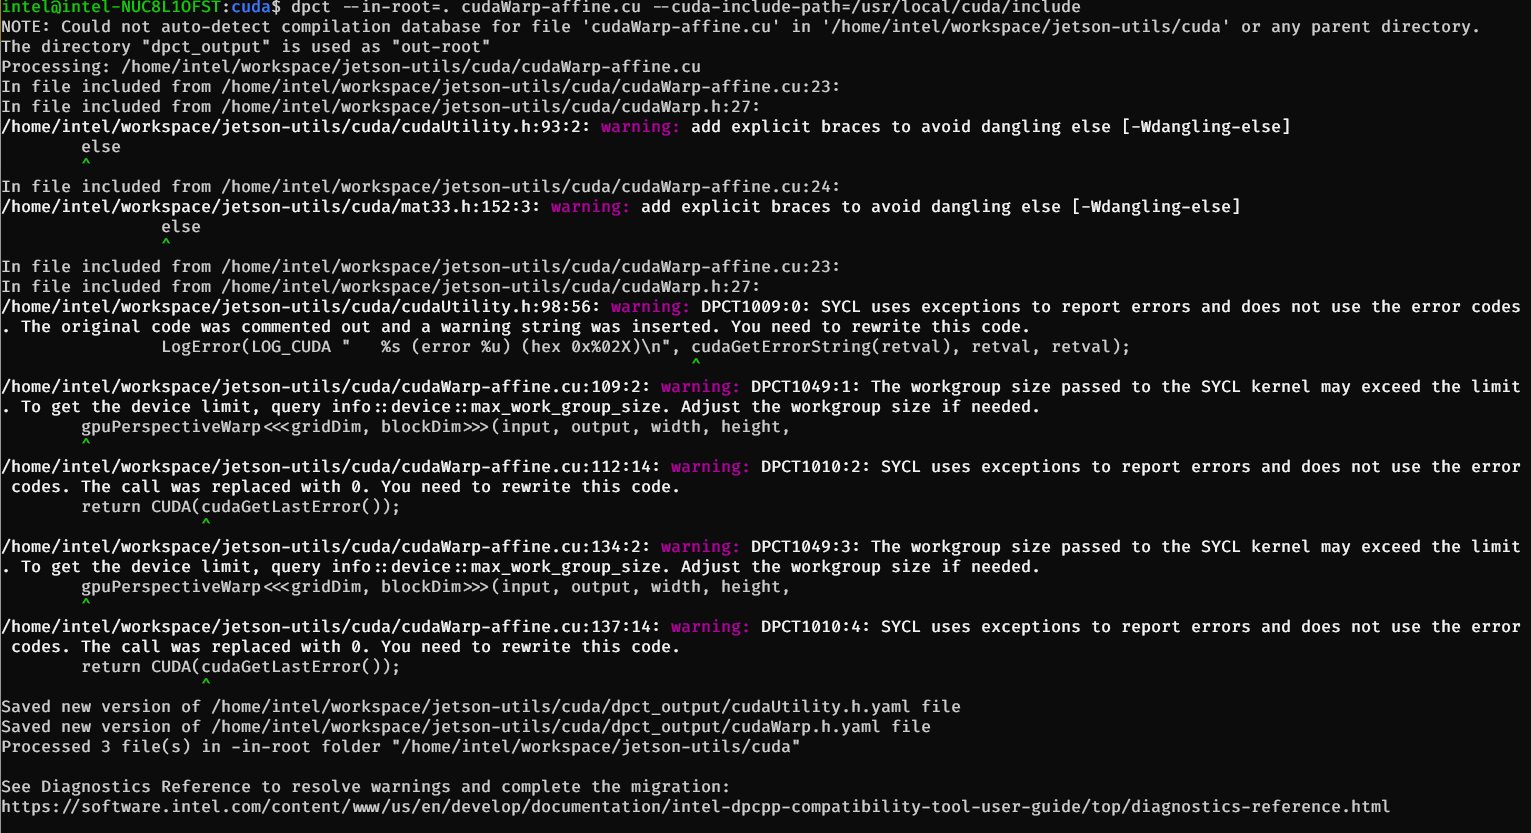 intel@intel-NUC8L10FST:cuda$ dpct --in-root=. cudaWarp-affine.cu --cuda-include-path=/usr/local/cuda/include
NOTE: Could not auto-detect compilation database for file 'cudaWarp-affine.cu' in '/home/intel/workspace/jetson-utils/cuda' or any parent directory.
The directory "dpct_output" is used as "out-root"
Processing: /home/intel/workspace/jetson-utils/cuda/cudaWarp-affine.cu
In file included from /home/intel/workspace/jetson-utils/cuda/cudaWarp-affine.cu:23:
In file included from /home/intel/workspace/jetson-utils/cuda/cudaWarp.h:27:
/home/intel/workspace/jetson-utils/cuda/cudaUtility.h:93:2: warning: add explicit braces to avoid dangling else [-Wdangling-else]
        else
        ^
In file included from /home/intel/workspace/jetson-utils/cuda/cudaWarp-affine.cu:24:
/home/intel/workspace/jetson-utils/cuda/mat33.h:152:3: warning: add explicit braces to avoid dangling else [-Wdangling-else]
                else
                ^
In file included from /home/intel/workspace/jetson-utils/cuda/cudaWarp-affine.cu:23:
In file included from /home/intel/workspace/jetson-utils/cuda/cudaWarp.h:27:
/home/intel/workspace/jetson-utils/cuda/cudaUtility.h:98:56: warning: DPCT1009:0: SYCL uses exceptions to report errors and does not use the error codes
. The original code was commented out and a warning string was inserted. You need to rewrite this code.
                LogError(LOG_CUDA "   %s (error %u) (hex 0x%02X)\n", cudaGetErrorString(retval), retval, retval);
                                                                     ^
/home/intel/workspace/jetson-utils/cuda/cudaWarp-affine.cu:109:2: warning: DPCT1049:1: The workgroup size passed to the SYCL kernel may exceed the limit
. To get the device limit, query info::device::max_work_group_size. Adjust the workgroup size if needed.
        gpuPerspectiveWarp<<<gridDim, blockDim>>>(input, output, width, height,
        ^
/home/intel/workspace/jetson-utils/cuda/cudaWarp-affine.cu:112:14: warning: DPCT1010:2: SYCL uses exceptions to report errors and does not use the error
 codes. The call was replaced with 0. You need to rewrite this code.
        return CUDA(cudaGetLastError());
                    ^
/home/intel/workspace/jetson-utils/cuda/cudaWarp-affine.cu:134:2: warning: DPCT1049:3: The workgroup size passed to the SYCL kernel may exceed the limit
. To get the device limit, query info::device::max_work_group_size. Adjust the workgroup size if needed.
        gpuPerspectiveWarp<<<gridDim, blockDim>>>(input, output, width, height,
        ^
/home/intel/workspace/jetson-utils/cuda/cudaWarp-affine.cu:137:14: warning: DPCT1010:4: SYCL uses exceptions to report errors and does not use the error
 codes. The call was replaced with 0. You need to rewrite this code.
        return CUDA(cudaGetLastError());
                    ^
Saved new version of /home/intel/workspace/jetson-utils/cuda/dpct_output/cudaUtility.h.yaml file
Saved new version of /home/intel/workspace/jetson-utils/cuda/dpct_output/cudaWarp.h.yaml file
Processed 3 file(s) in -in-root folder "/home/intel/workspace/jetson-utils/cuda"

See Diagnostics Reference to resolve warnings and complete the migration:
https://software.intel.com/content/www/us/en/develop/documentation/intel-dpcpp-compatibility-tool-user-guide/top/diagnostics-reference.html